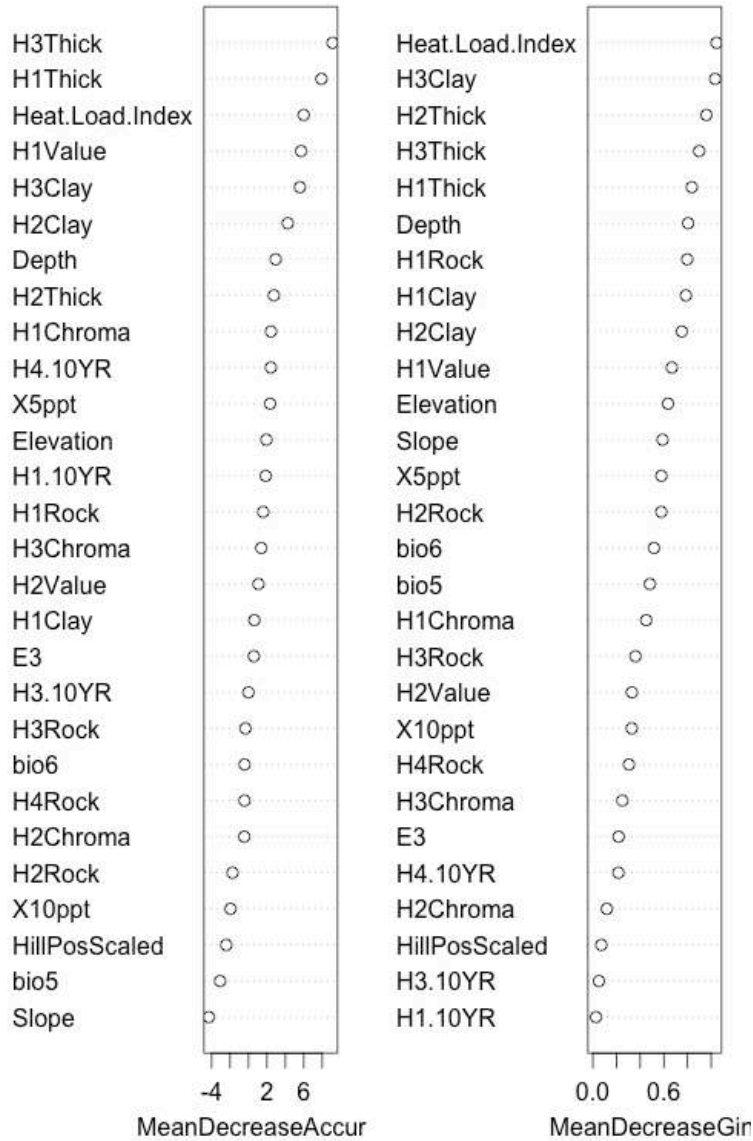 H3Thick
H1Thick
Heat.Load.Index
H1Value
H3Clay
H2Clay
Depth
H2Thick
H1Chroma
H4.10YR
X5ppt
Elevation
H1.10YR
H1Rock
H3Chroma
H2Value
H1Clay
E3
H3.10YR
H3Rock
bio6
H4Rock
H2Chroma
H2Rock
X10ppt
HillPosScaled
bio5
Slope
-4 2 6
MeanDecreaseAccur
Heat.Load.Index
H3Clay
H2Thick
H3Thick
H1Thick
Depth
H1Rock
H1Clay
H2Clay
H1Value
Elevation
Slope
X5ppt
H2Rock
bio6
bio5
H1Chroma
H3Rock
H2Value
X10ppt
H4Rock
H3Chroma
E3
H4.10YR
H2Chroma
HillPosScaled
H3.10YR
H1.10YR
0.0 0.6
MeanDecreaseGin